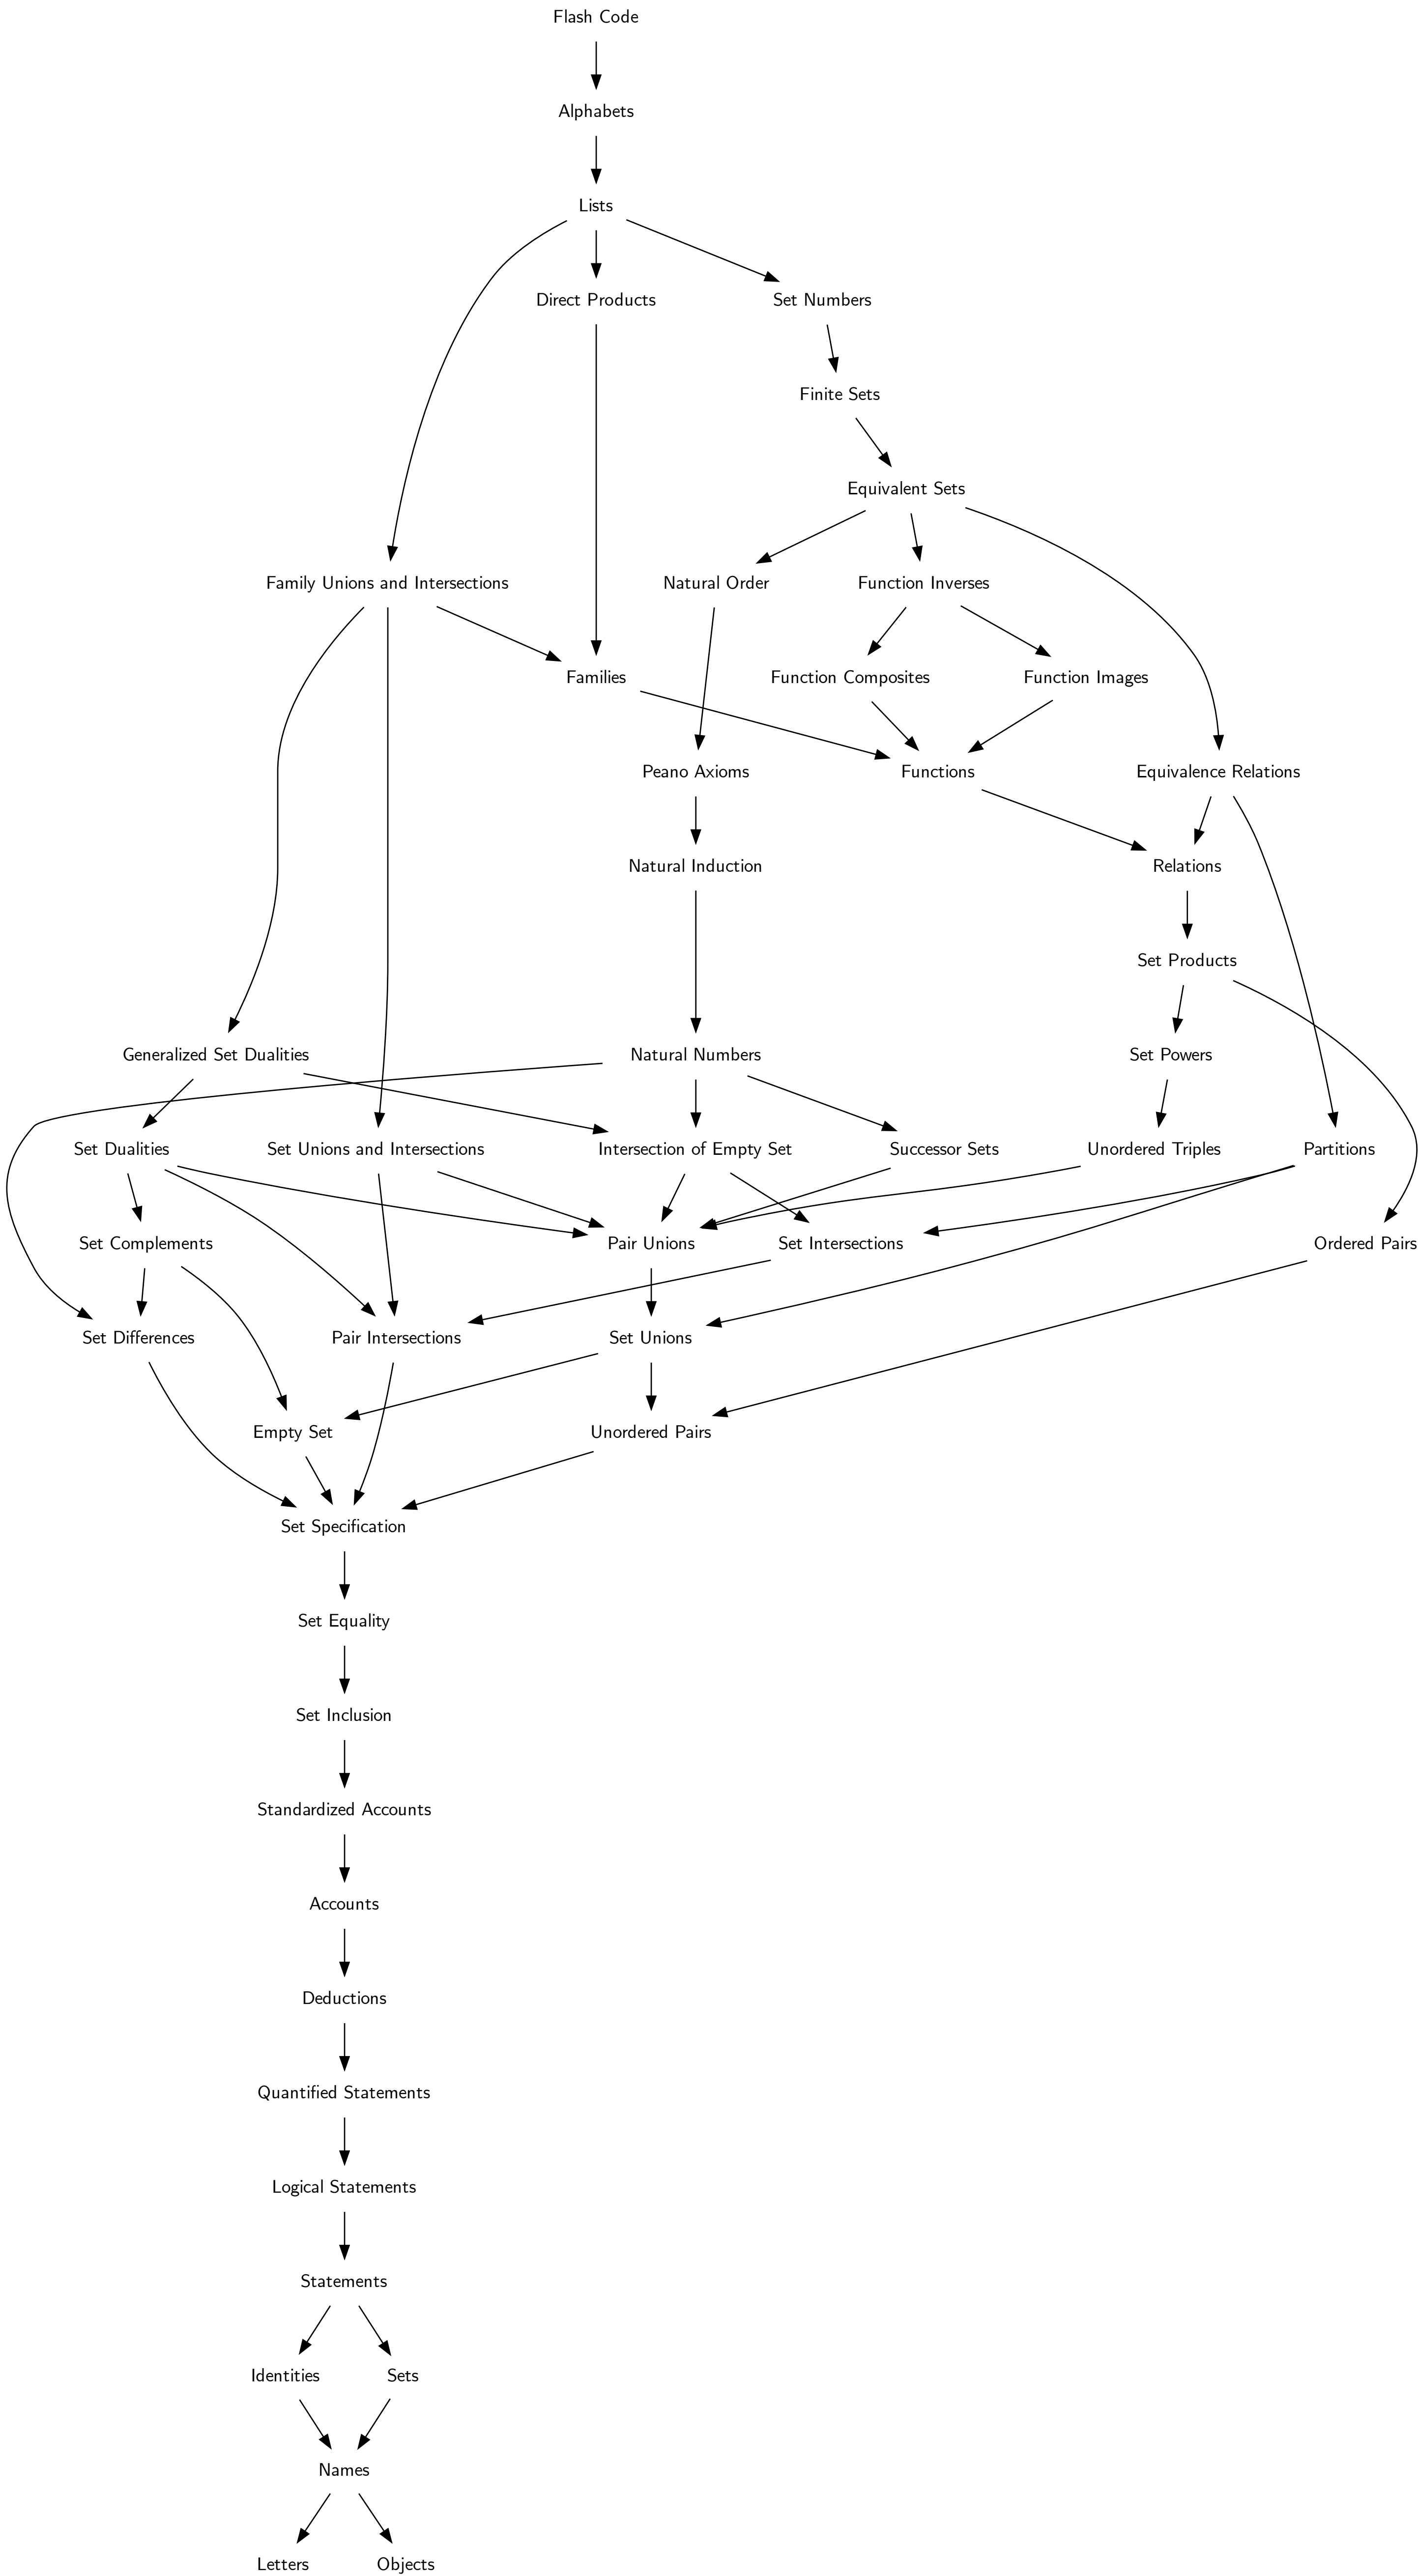 Flash Code
Alphabets
Lists
Direct Products
Set Numbers
Finite Sets
Equivalent Sets
Family Unions and Intersections
Natural Order
Function Inverses
Families
Function Composites
Function Images
Peano Axioms
Functions
Equivalence Relations
Natural Induction
Relations
Set Products
Generalized Set Dualities
Natural Numbers
Set Powers
Set Dualities
Set Unions and Intersections
Intersection of Empty Set
Successor Sets
Unordered Triples
Partitions
Set Complements
Pair Unions
Set Intersections
Ordered Pairs
Set Differences
Pair Intersections
Set Unions
Empty Set
Unordered Pairs
Set Specification
Set Equality
Set Inclusion
Standardized Accounts
Accounts
Deductions
Quantified Statements
Logical Statements
Statements
Identities
Sets
Names
Letters
Objects